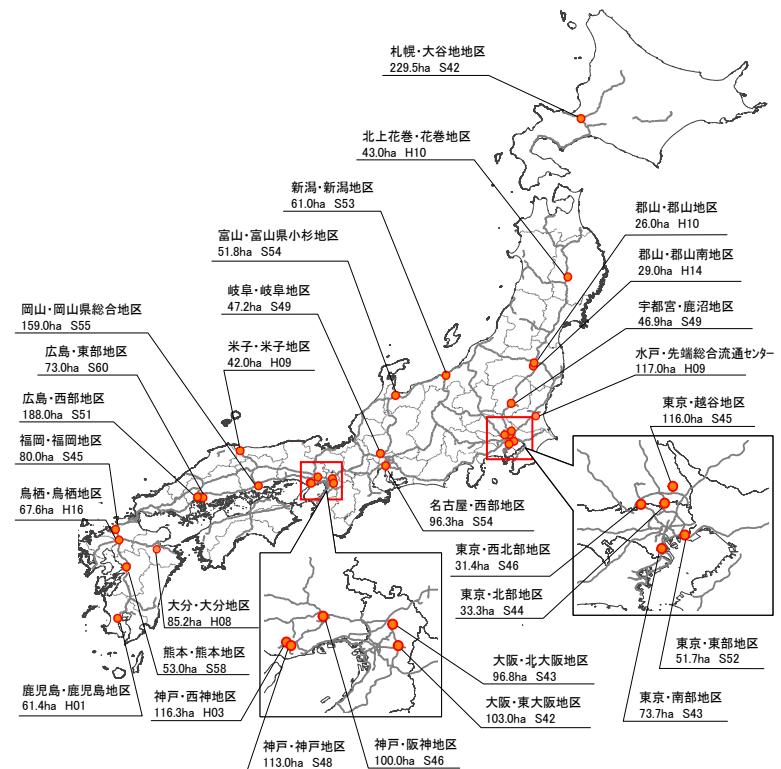 札幌・大谷地地区
229.5ha S42
北上花巻・花巻地区
43.0ha H10
新潟・新潟地区
61.0ha S53
富山・富山県小杉地区
51.8ha S54
岐阜・岐阜地区
47.2ha S49
岡山・岡山県総合地区
159.0ha S55
米子・米子地区
42.0ha H09
広島・東部地区
73.0ha S60
広島・西部地区
188.0ha S51
福岡・福岡地区
80.0ha S45
鳥栖・鳥栖地区
67.6ha H16
郡山・郡山地区
26.0ha H10
郡山・郡山南地区
29.0ha H14
宇都宮・鹿沼地区
46.9ha S49
水戸・先端総合流通センター
117.0ha H09
東京・越谷地区
116.0ha S45
名古屋・西部地区
96.3ha S54
東京・西北部地区
31.4ha S46
東京・北部地区
33.3ha S44
東京・東部地区
51.7ha S52
東京・南部地区
73.7ha S43
大分・大分地区
85.2ha H08
熊本・熊本地区
53.0ha S58
鹿児島・鹿児島地区
61.4ha H01
神戸・西神地区
116.3ha H03
神戸・神戸地区
113.0ha S48
神戸・阪神地区
100.0ha S46
大阪・北大阪地区
96.8ha S43
大阪・東大阪地区
103.0ha S42